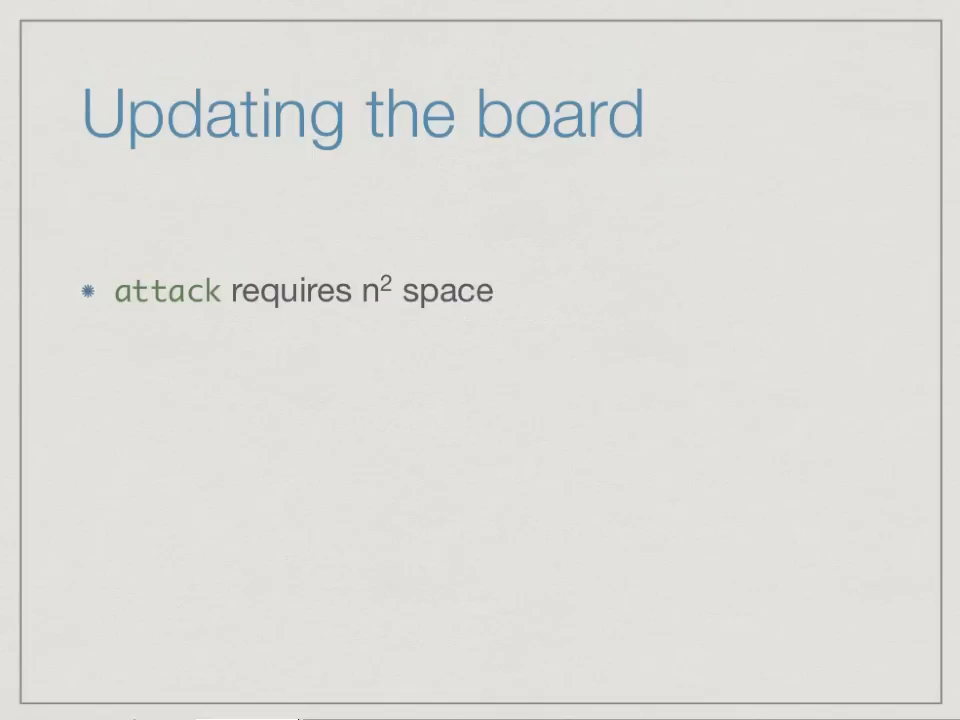 Updating the board
attack requires n² space